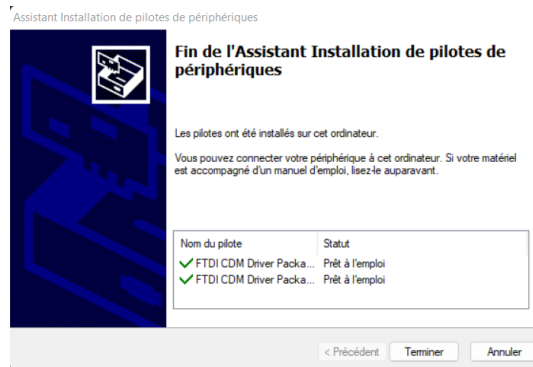 Assistant Installation de pilotes de périphériques
Fin de l'Assistant Installation de pilotes de
périphériques
Les pilotes ont été installés sur cet ordinateur.
Vous pouvez connecter votre périphérique à cet ordinateur. Si votre matériel
est accompagné d'un manuel d'emploi, lisez-le auparavant.
Nom du pilote Statut
FTDI CDM Driver Packa... Prêt à l'emploi
FTDI CDM Driver Packa... Prêt à l'emploi
< Précédent Terminer Annuler